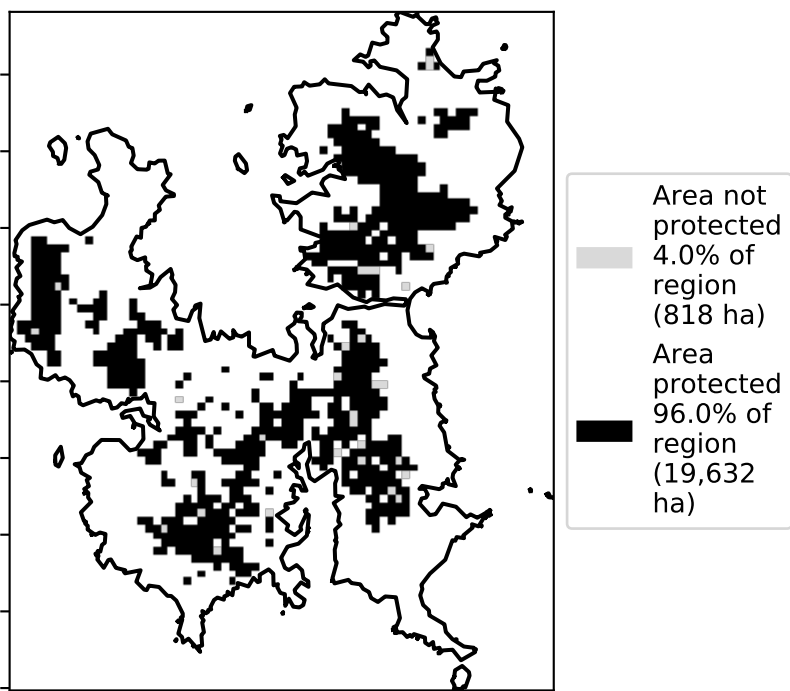 Area not
protected
4.0% of
region
(818 ha)
Area
protected
96.0% of
region
(19,632
ha)